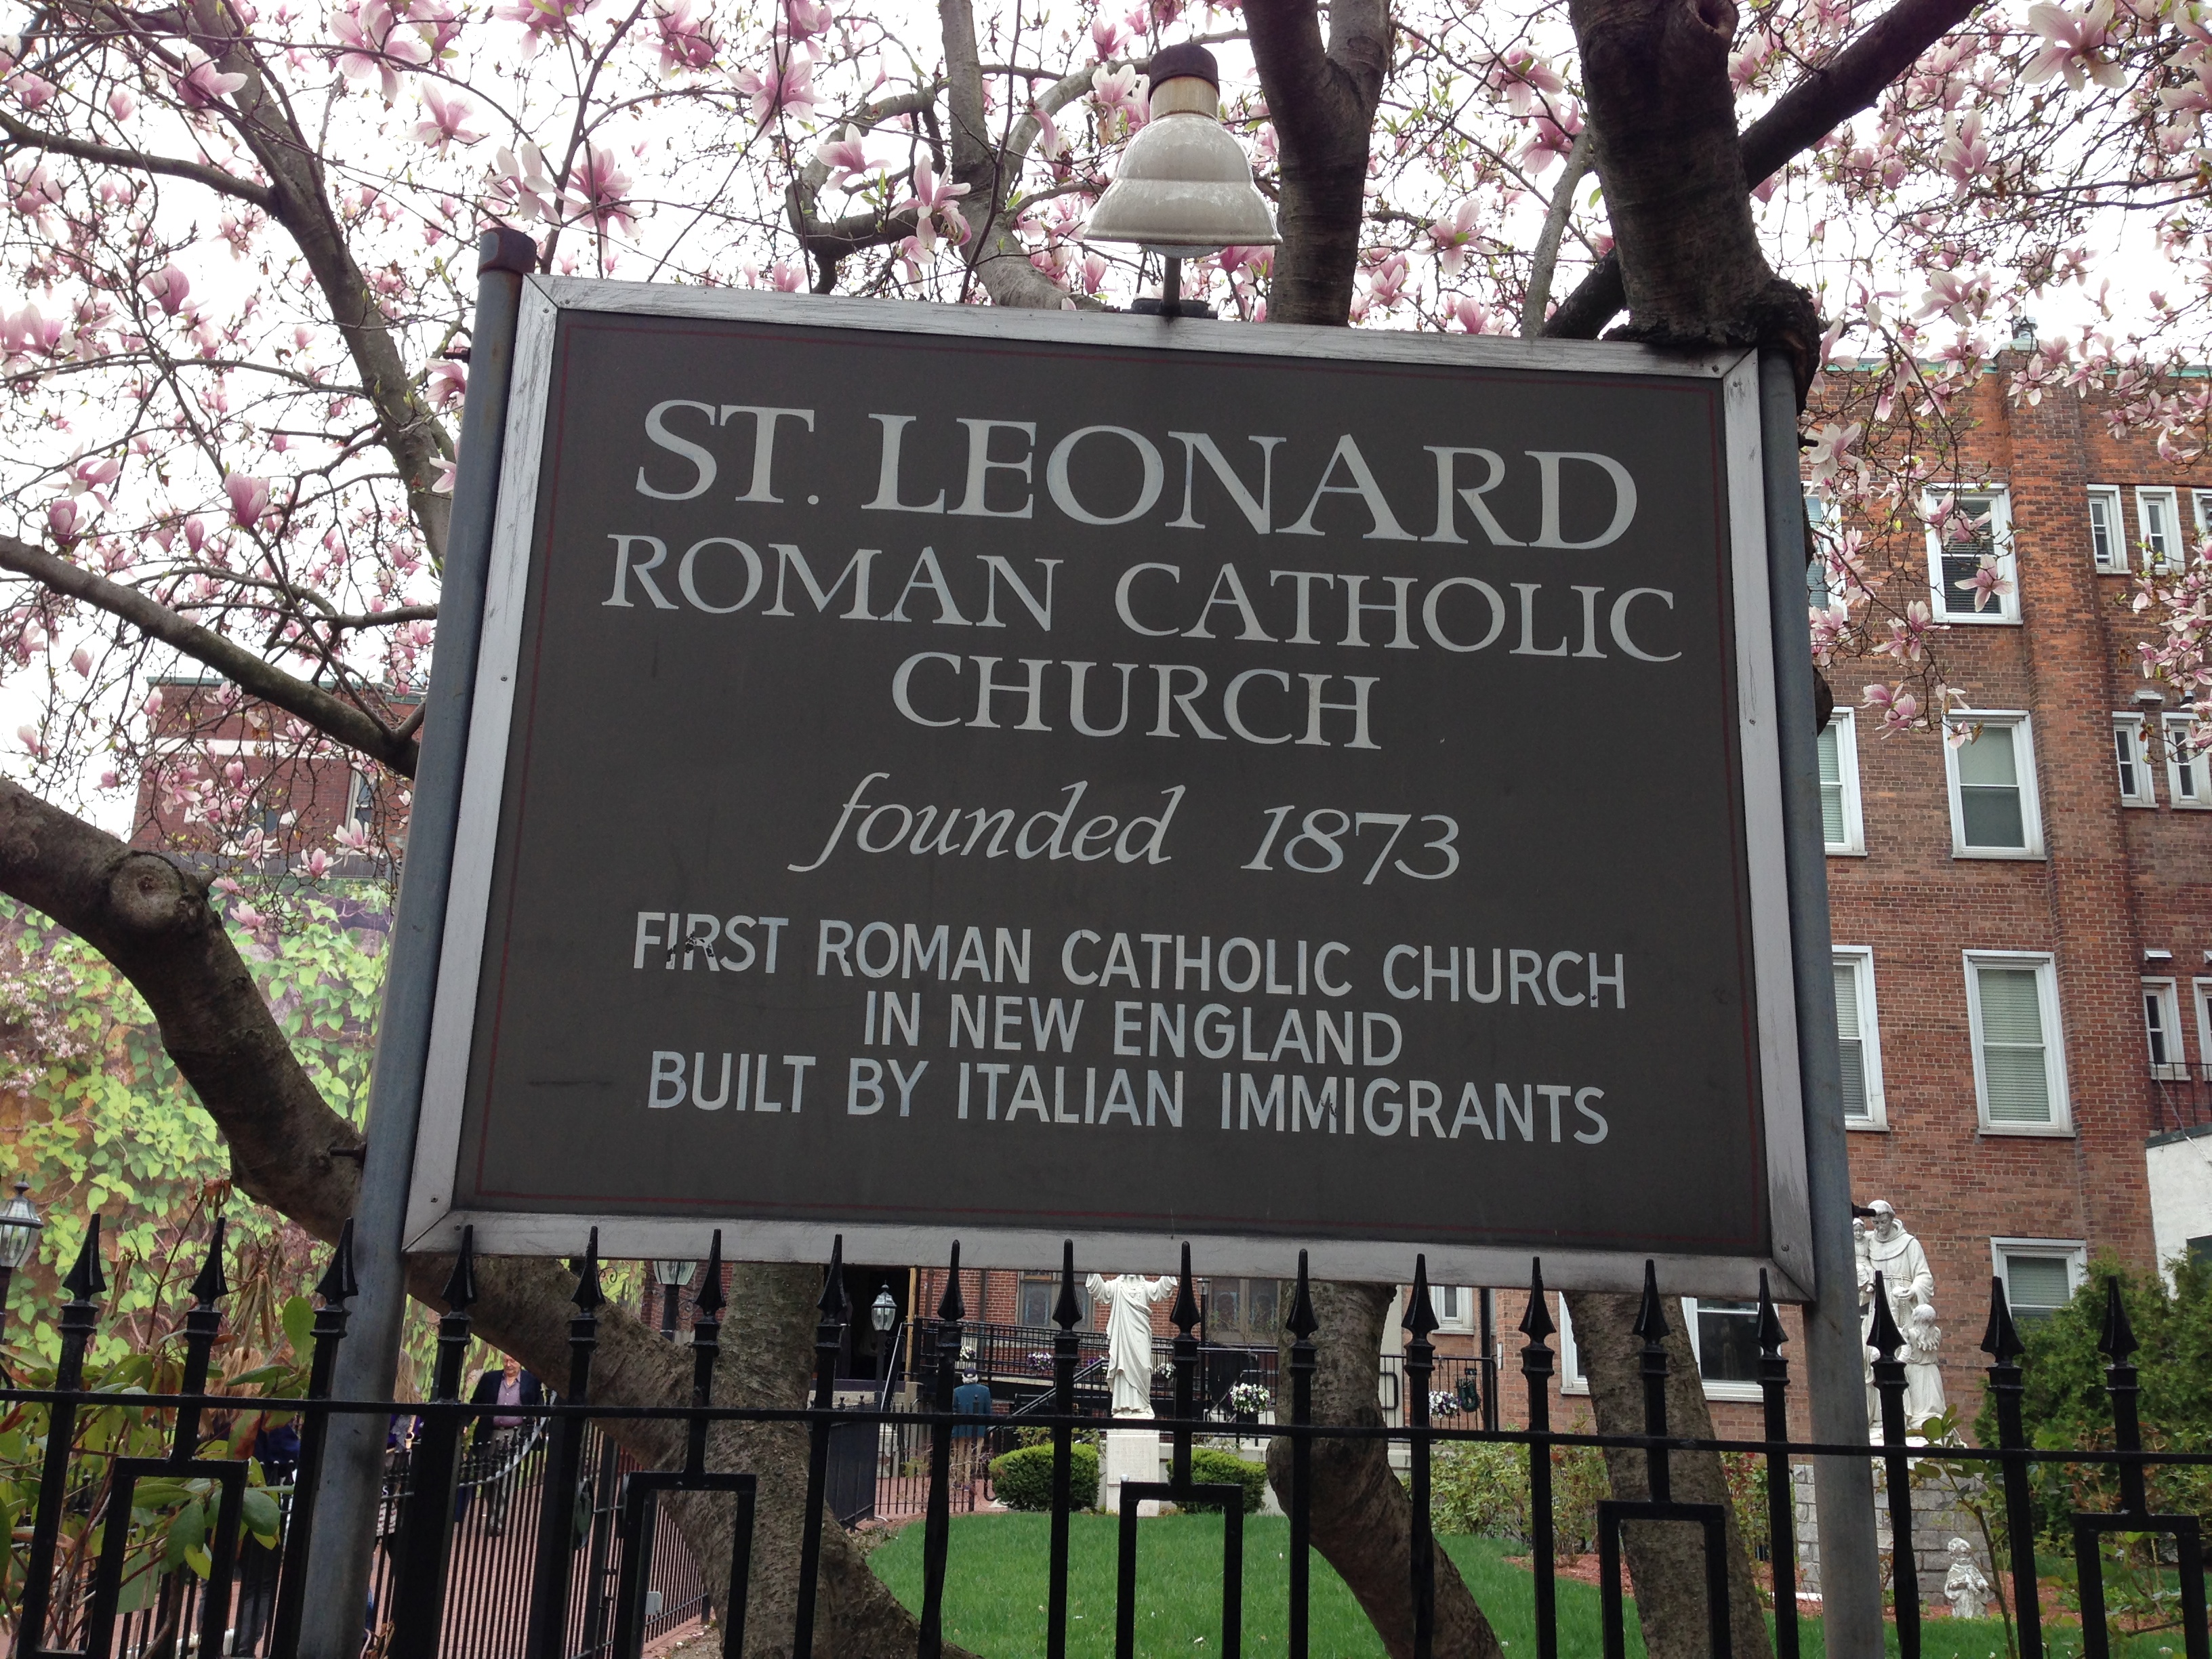 ST. LEONARD
ROMAN CATHOLIC
CHURCH
founded 1873
FIRST ROMAN CATHOLIC CHURCH
IN NEW ENGLAND
BUILT BY ITALIAN IMMIGRANTS